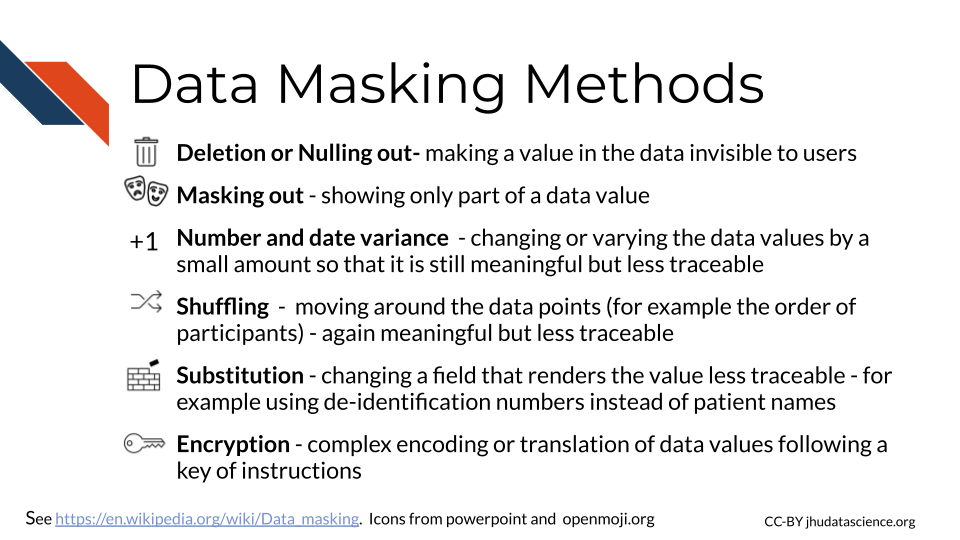 Data Masking Methods
Deletion or Nulling out- making a value in the data invisible to users
Masking out - showing only part of a data value
+1 Number and date variance - changing or varying the data values by a
small amount so that it is still meaningful but less traceable
Shuffling - moving around the data points (for example the order of
participants) - again meaningful but less traceable
Substitution - changing a field that renders the value less traceable - for
example using de-identification numbers instead of patient names
Encryption - complex encoding or translation of data values following a
key of instructions
See https://en.wikipedia.org/wiki/Data_masking. Icons from powerpoint and openmoji.org
CC-BY jhudatascience.org